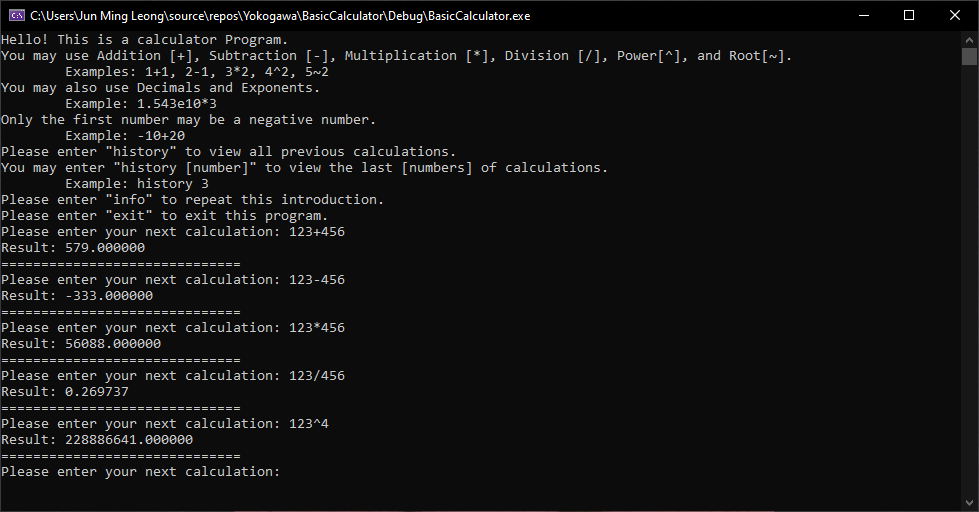 C:\Users\Jun Ming Leong\source\repos\Yokogawa\BasicCalculator\Debug\BasicCalculator.exe
Hello! This is a calculator Program.
You may use Addition [+], Subtraction [-], Multiplication [*], Division [/], Power[^], and Root[~].
        Examples: 1+1, 2-1, 3*2, 4^2, 5~2
You may also use Decimals and Exponents.
        Example: 1.543e10*3
Only the first number may be a negative number.
        Example: -10+20
Please enter "history" to view all previous calculations.
You may enter "history [number]" to view the last [numbers] of calculations.
        Example: history 3
Please enter "info" to repeat this introduction.
Please enter "exit" to exit this program.
Please enter your next calculation: 123+456
Result: 579.000000
==============================
Please enter your next calculation: 123-456
Result: -333.000000
==============================
Please enter your next calculation: 123*456
Result: 56088.000000
==============================
Please enter your next calculation: 123/456
Result: 0.269737
==============================
Please enter your next calculation: 123^4
Result: 228886641.000000
==============================
Please enter your next calculation: